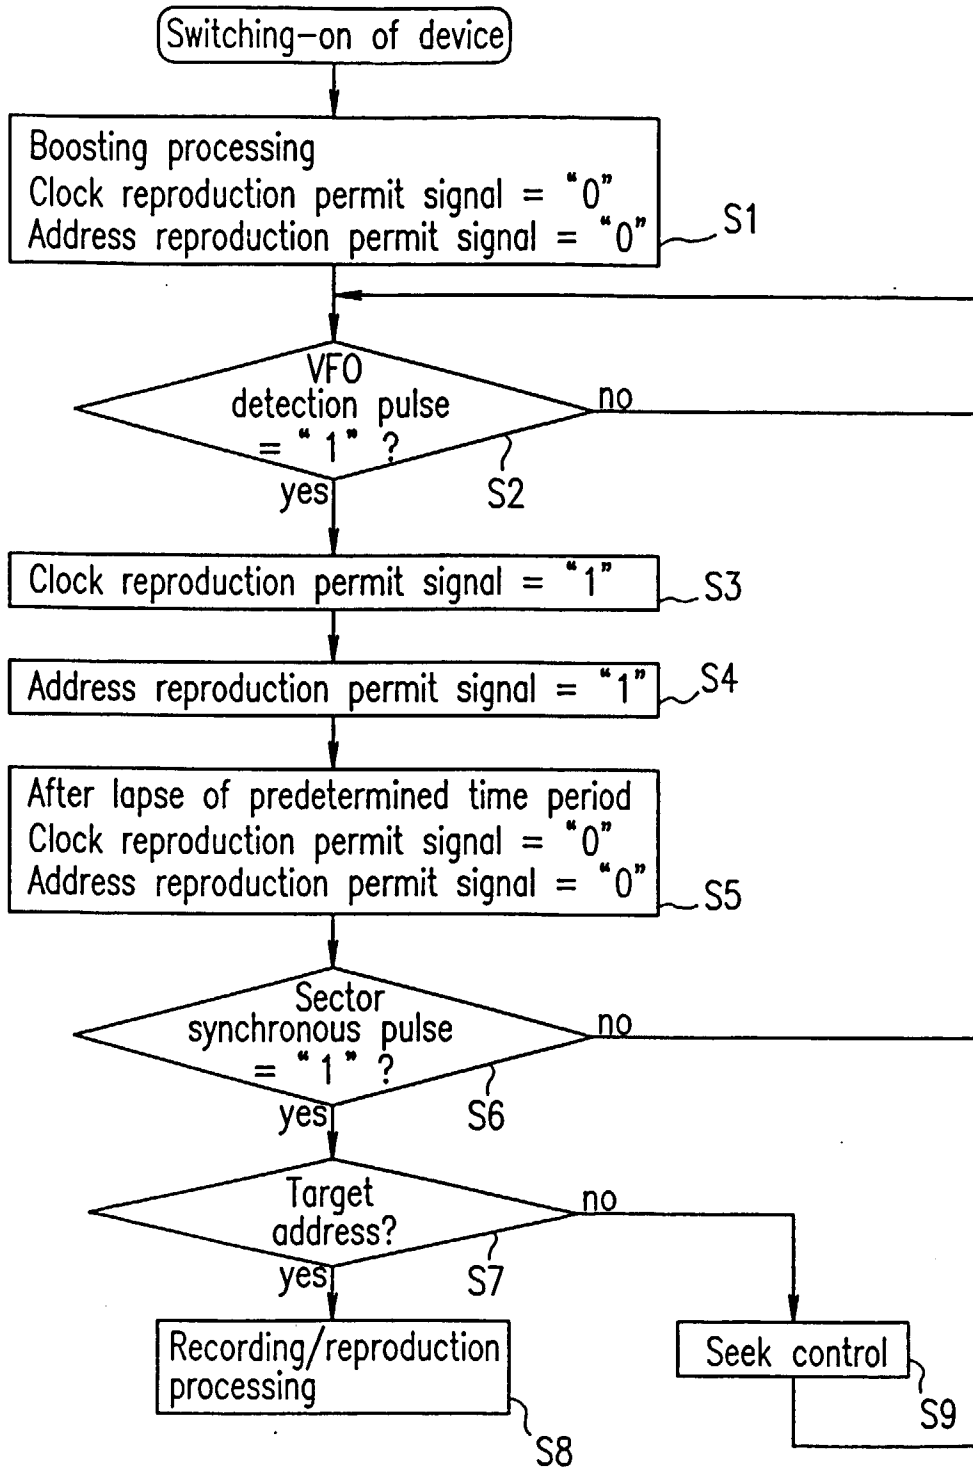 Switching-on of device
Boosting processing
Clock reproduction permit signal = “0”
Address reproduction permit signal = “0”
S1
VFO
detection pulse
= “1” ?
no
S2
yes
Clock reproduction permit signal = “1”
S3
Address reproduction permit signal = “1”
S4
After lapse of predetermined time period
Clock reproduction permit signal = “0”
Address reproduction permit signal = “0”
S5
Sector
synchronous pulse
= “1” ?
no
S6
yes
Target
address?
no
S7
yes
Recording/reproduction
processing
S8
Seek control
S9